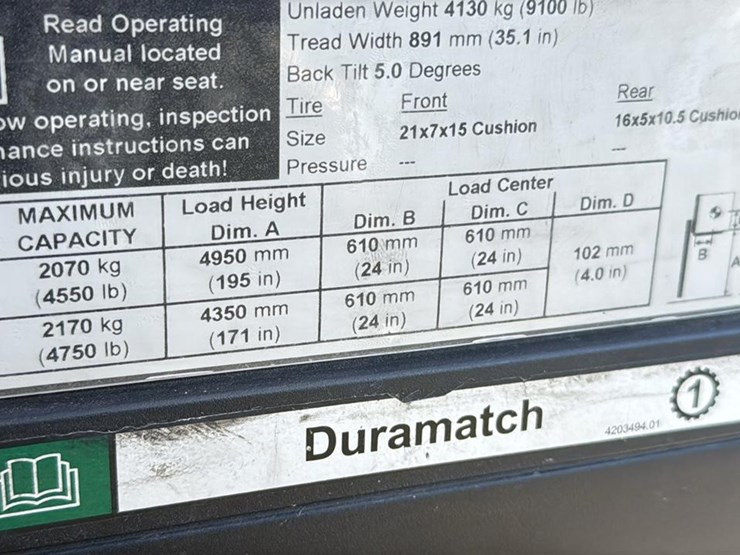 Read Operating
Manual located
on or near seat.
ow operating, inspection
nance instructions can
ious injury or death!
Unladen Weight 4130 kg (9100 lb)
Tread Width 891 mm (35.1 in)
Back Tilt 5.0 Degrees
Tire Front Rear
Size 21x7x15 Cushion 16x5x10.5 Cushio
Pressure --- ---
MAXIMUM CAPACITY Load Height Dim. A Load Center
Dim. B Dim. C Dim. D
2070 kg 4950 mm 610 mm 610 mm 102 mm
(4550 lb) (195 in) (24 in) (24 in) (4.0 in)
2170 kg 4350 mm 610 mm 610 mm
(4750 lb) (171 in) (24 in) (24 in)
B A
Duramatch
4203494.01
1